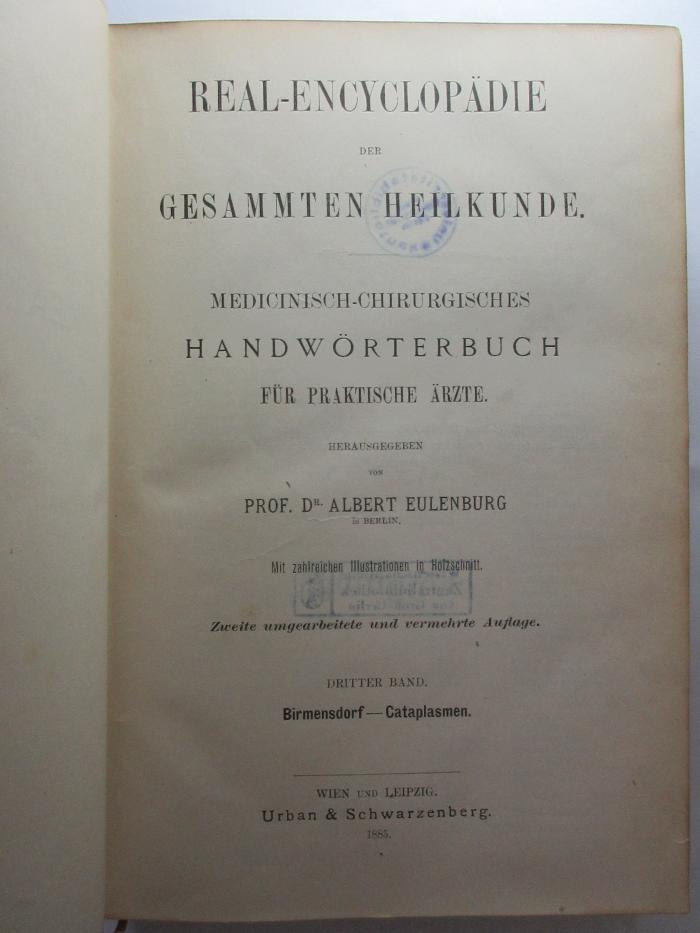 REAL-ENCYCLOPÄDIE
DER
GESAMMTEN HEILKUNDE.
MEDICINISCH-CHIRURGISCHES
HANDWÖRTERBUCH
FÜR PRAKTISCHE ÄRZTE.
HERAUSGEGEBEN
VON
PROF. DR. ALBERT EULENBURG
in BERLIN.
Mit zahlreichen Illustrationen in Holzschnitt.
Zweite umgearbeitete und vermehrte Auflage.
DRITTER BAND.
Birmensdorf—Cataplasmen.
WIEN UND LEIPZIG.
Urban & Schwarzenberg.
1885.